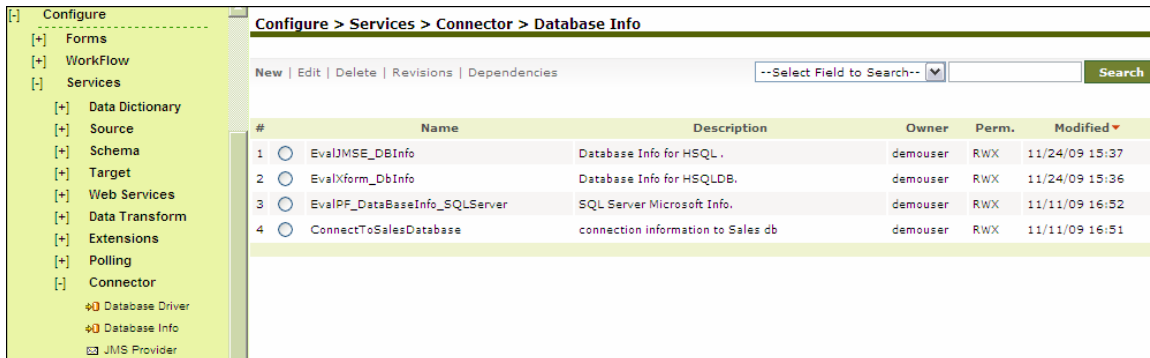 [-] Configure
[+] Forms
[+] WorkFlow
[-] Services
[+] Data Dictionary
[+] Source
[+] Schema
[+] Target
[+] Web Services
[+] Data Transform
[+] Extensions
[+] Polling
[-] Connector
Database Driver
Database Info
JMS Provider
Configure > Services > Connector > Database Info
New | Edit | Delete | Revisions | Dependencies --Select Field to Search-- Search
# Name Description Owner Perm. Modified
1 EvalJMSE_DBInfo Database Info for HSQL . demouser RWX 11/24/09 15:37
2 EvalXform_DbInfo Database Info for HSQLDB. demouser RWX 11/24/09 15:36
3 EvalPF_DataBaseInfo_SQLServer SQL Server Microsoft Info. demouser RWX 11/11/09 16:52
4 ConnectToSalesDatabase connection information to Sales db demouser RWX 11/11/09 16:51